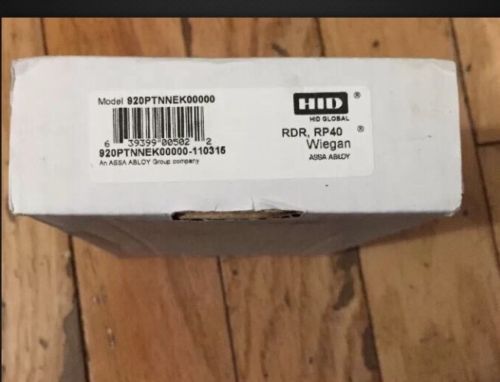 Model 920PTNNEK00000
6 39399 00502 2
920PTNNEK00000-110315
An ASSA ABLOY Group company
HID ®
HID GLOBAL
RDR, RP40 ®
Wiegan
ASSA ABLOY